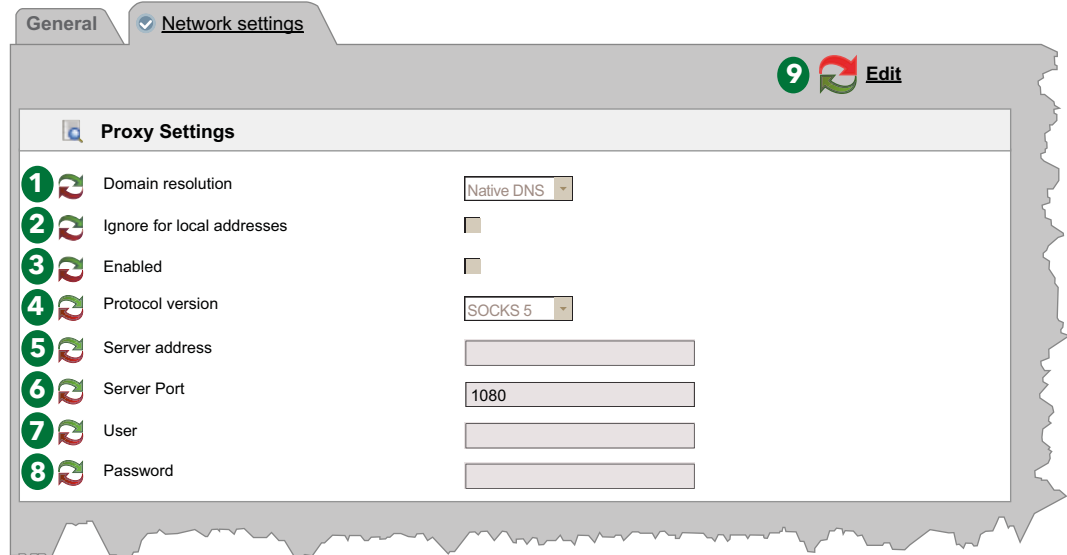 General
Network settings
9 Edit
Proxy Settings
1 Domain resolution Native DNS
2 Ignore for local addresses
3 Enabled
4 Protocol version SOCKS 5
5 Server address
6 Server Port 1080
7 User
8 Password